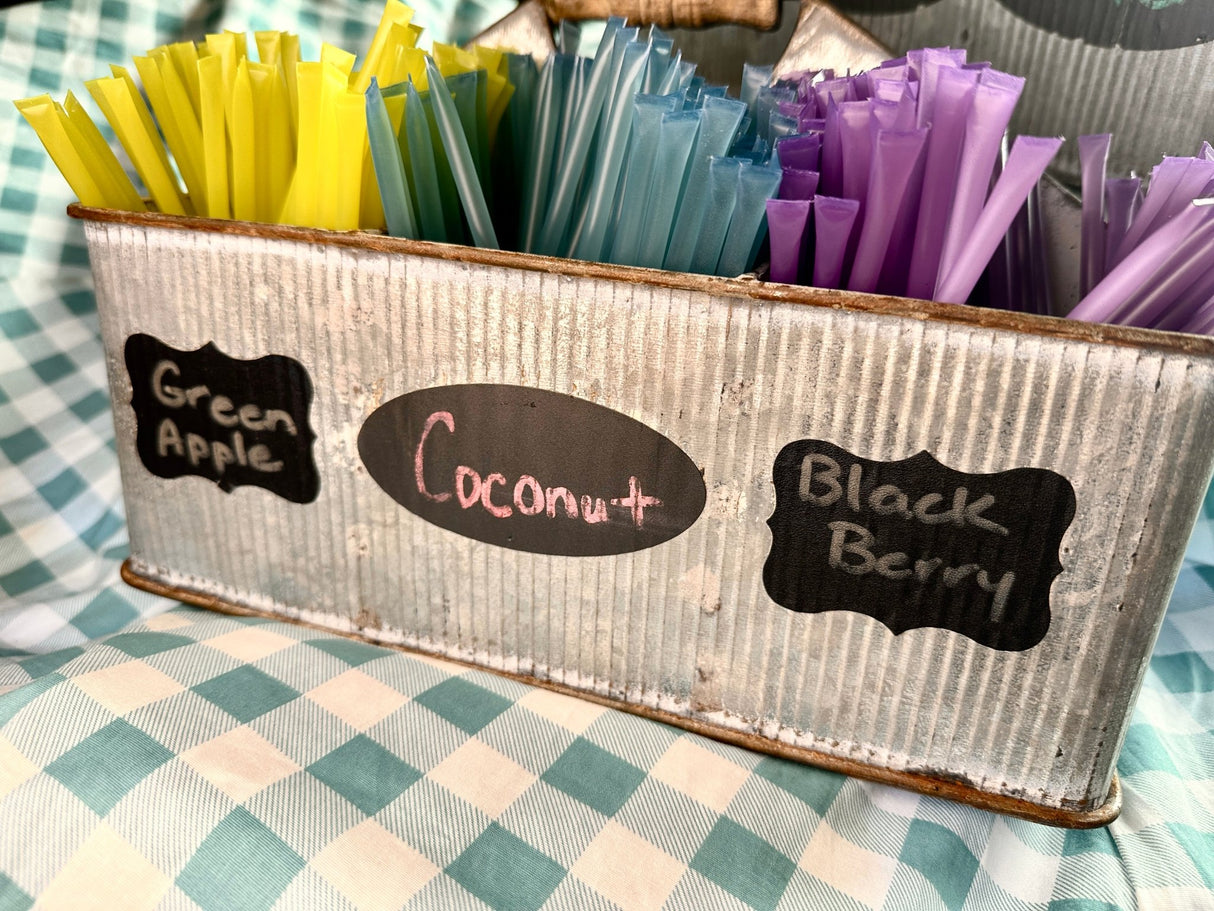 Green
Apple
Coconut
Black
Berry